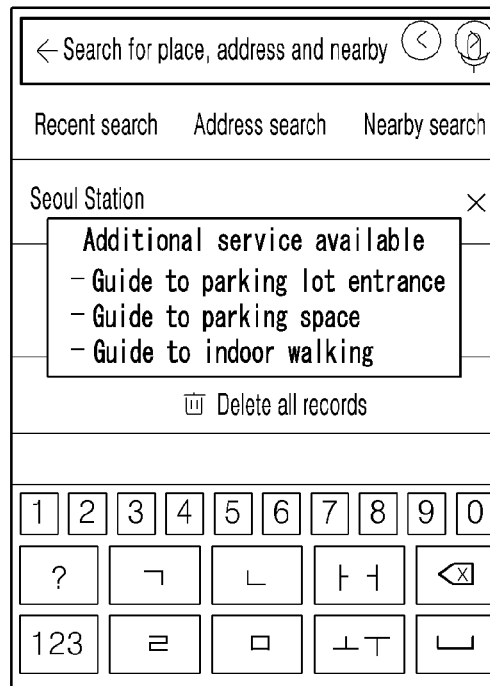 Search for place, address and nearby
Recent search Address search Nearby search
Seoul Station
Additional service available
- Guide to parking lot entrance
- Guide to parking space
- Guide to indoor walking
Delete all records
1 2 3 4 5 6 7 8 9 0
? ㄱ ㄴ ㅏㅓ
123 ㄹ ㅁ ㅗㅜ